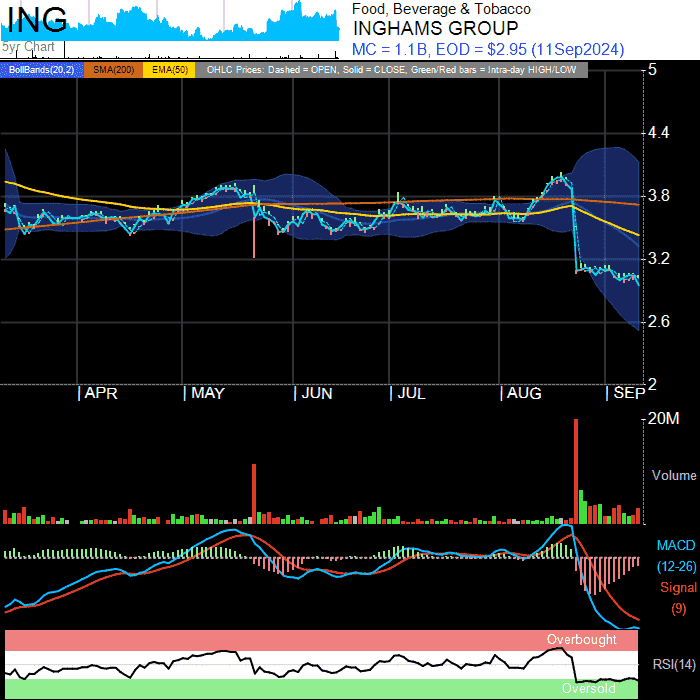 ING
5yr Chart
Food, Beverage & Tobacco
INGHAMS GROUP
MC = 1.1B, EOD = $2.95 (11Sep2024)
BollBands(20,2) SMA(200) EMA(50) OHLC Prices: Dashed = OPEN, Solid = CLOSE, Green/Red bars = Intra-day HIGH/LOW
5
4.4
3.8
3.2
2.6
2
APR MAY JUN JUL AUG SEP
20M
Volume
MACD
(12-26)
Signal
(9)
Overbought
RSI(14)
Oversold